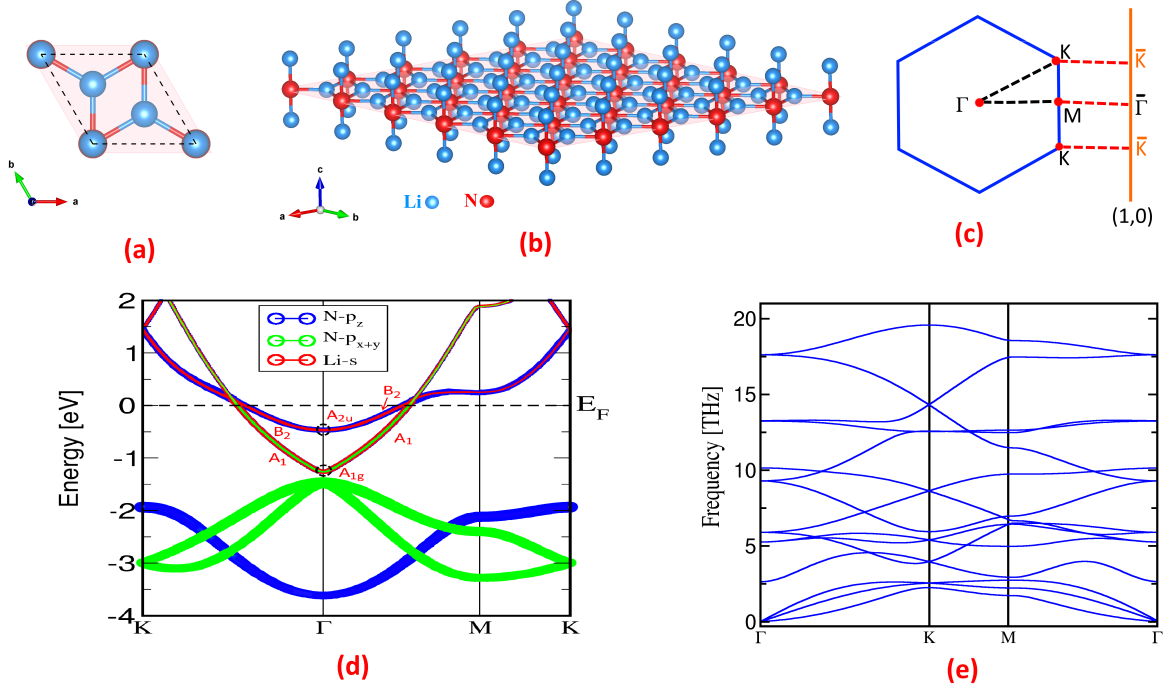 b
a
(a)
c
a
b
Li
N
(b)
K
K̄
Γ
M
Γ̄
K
K̄
(1,0)
(c)
Energy [eV]
2
1
0
-1
-2
-3
-4
N-pz
N-px+y
Li-s
B2
A2u
EF
B2
A1
A1
A1g
K
Γ
M
K
(d)
Frequency [THz]
20
15
10
5
0
Γ
K
M
Γ
(e)